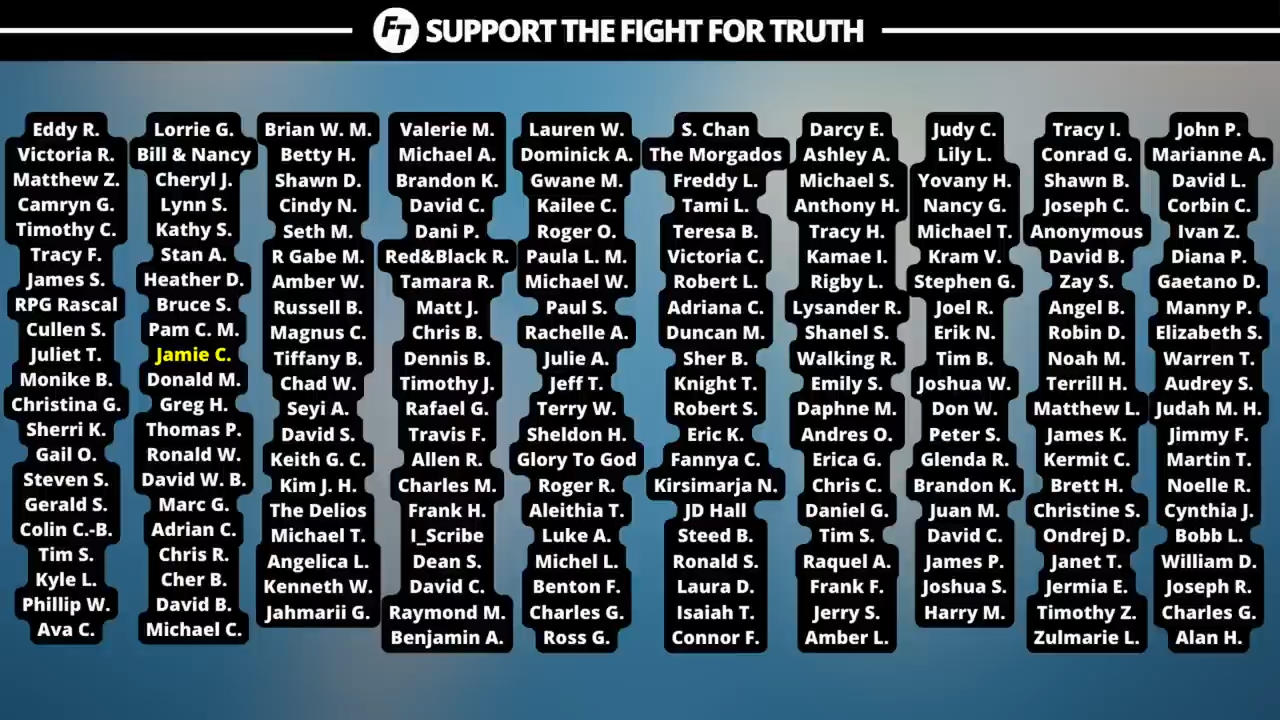 FT SUPPORT THE FIGHT FOR TRUTH
Eddy R.
Victoria R.
Matthew Z.
Camryn G.
Timothy C.
Tracy F.
James S.
RPG Rascal
Cullen S.
Juliet T.
Monike B.
Christina G.
Sherri K.
Gail O.
Steven S.
Gerald S.
Colin C.-B.
Tim S.
Kyle L.
Phillip W.
Ava C.
Lorrie G.
Bill & Nancy
Cheryl J.
Lynn S.
Kathy S.
Stan A.
Heather D.
Bruce S.
Pam C. M.
Jamie C.
Donald M.
Greg H.
Thomas P.
Ronald W.
David W. B.
Marc G.
Adrian C.
Chris R.
Cher B.
David B.
Michael C.
Brian W. M.
Betty H.
Shawn D.
Cindy N.
Seth M.
R Gabe M.
Amber W.
Russell B.
Magnus C.
Tiffany B.
Chad W.
Seyi A.
David S.
Keith G. C.
Kim J. H.
The Delios
Michael T.
Angelica L.
Kenneth W.
Jahmarii G.
Valerie M.
Michael A.
Brandon K.
David C.
Dani P.
Red&Black R.
Tamara R.
Matt J.
Chris B.
Dennis B.
Timothy J.
Rafael G.
Travis F.
Allen R.
Charles M.
Frank H.
I_Scribe
Dean S.
David C.
Raymond M.
Benjamin A.
Lauren W.
Dominick A.
Gwane M.
Kailee C.
Roger O.
Paula L. M.
Michael W.
Paul S.
Rachelle A.
Julie A.
Jeff T.
Terry W.
Sheldon H.
Glory To God
Roger R.
Aleithia T.
Luke A.
Michel L.
Benton F.
Charles G.
Ross G.
S. Chan
The Morgados
Freddy L.
Tami L.
Teresa B.
Victoria C.
Robert L.
Adriana C.
Duncan M.
Sher B.
Knight T.
Robert S.
Eric K.
Fannya C.
Kirsimarja N.
JD Hall
Steed B.
Ronald S.
Laura D.
Isaiah T.
Connor F.
Darcy E.
Ashley A.
Michael S.
Anthony H.
Tracy H.
Kamae I.
Rigby L.
Lysander R.
Shanel S.
Walking R.
Emily S.
Daphne M.
Andres O.
Erica G.
Chris C.
Daniel G.
Tim S.
Raquel A.
Frank F.
Jerry S.
Amber L.
Judy C.
Lily L.
Yovany H.
Nancy G.
Michael T.
Kram V.
Stephen G.
Joel R.
Erik N.
Tim B.
Joshua W.
Don W.
Peter S.
Glenda R.
Brandon K.
Juan M.
David C.
James P.
Joshua S.
Harry M.
Tracy I.
Conrad G.
Shawn B.
Joseph C.
Anonymous
David B.
Zay S.
Angel B.
Robin D.
Noah M.
Terrill H.
Matthew L.
James K.
Kermit C.
Brett H.
Christine S.
Ondrej D.
Janet T.
Jermia E.
Timothy Z.
Zulmarie L.
John P.
Marianne A.
David L.
Corbin C.
Ivan Z.
Diana P.
Gaetano D.
Manny P.
Elizabeth S.
Warren T.
Audrey S.
Judah M. H.
Jimmy F.
Martin T.
Noelle R.
Cynthia J.
Bobb L.
William D.
Joseph R.
Charles G.
Alan H.